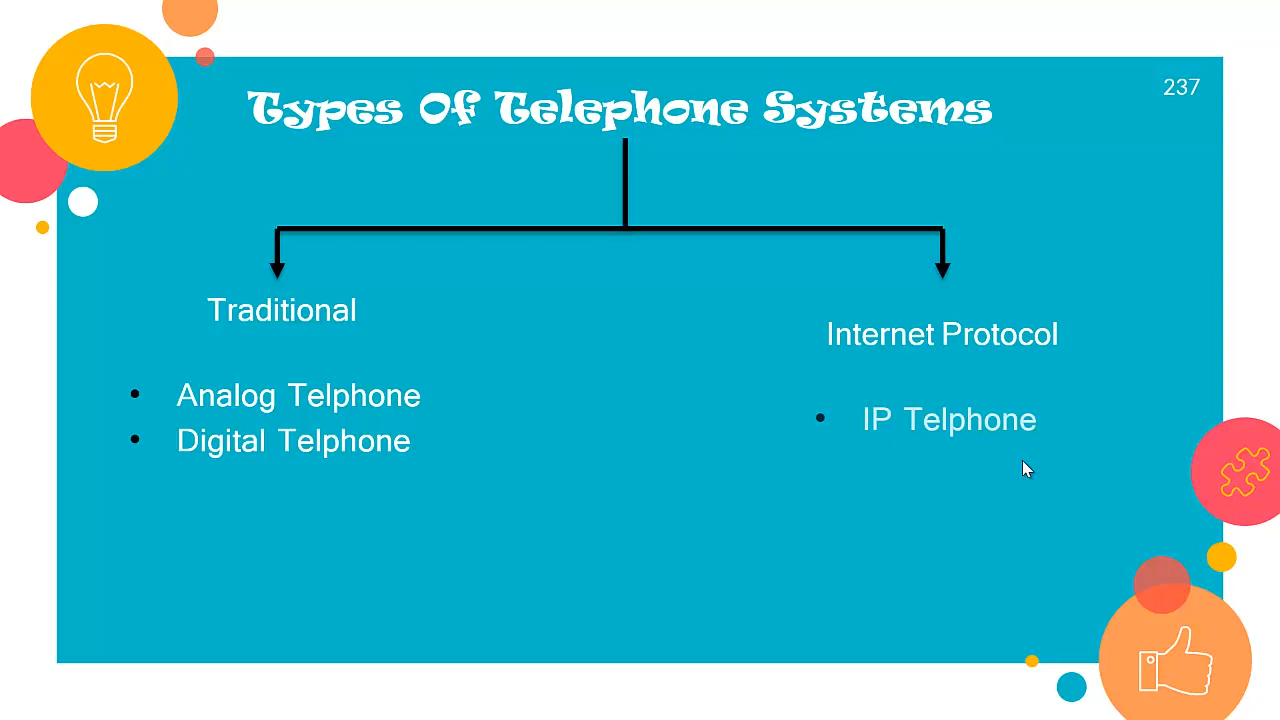 237
Types Of Telephone Systems
Traditional
Internet Protocol
• Analog Telphone
• Digital Telphone
• IP Telphone